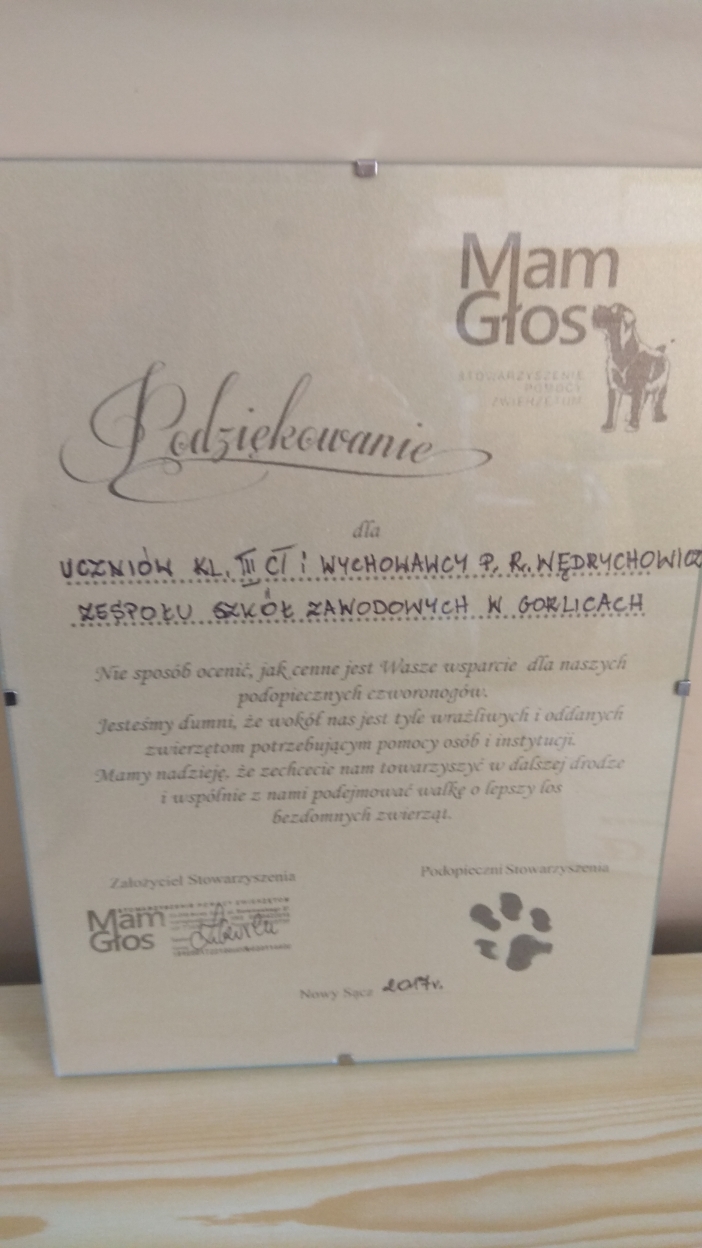 Mam
Głos
STOWARZYSZENIE
POMOCY
ZWIERZĘTOM
Podziękowanie
dla
UCZNIÓW KL. III CT i WYCHOWAWCY P. R. WĘDRYCHOWICZ
ZESPOŁU SZKÓŁ ZAWODOWYCH W GORLICACH
Nie sposób ocenić, jak cenne jest Wasze wsparcie dla naszych
podopiecznych czworonogów.
Jesteśmy dumni, że wokół nas jest tyle wrażliwych i oddanych
zwierzętom potrzebującym pomocy osób i instytucji.
Mamy nadzieję, że zechcecie nam towarzyszyć w dalszej drodze
i wspólnie z nami podejmować walkę o lepszy los
bezdomnych zwierząt.
Założyciel Stowarzyszenia
Podopieczni Stowarzyszenia
STOWARZYSZENIE POMOCY ZWIERZĘTOM
Mam
Głos
Nowy Sącz 2017r.